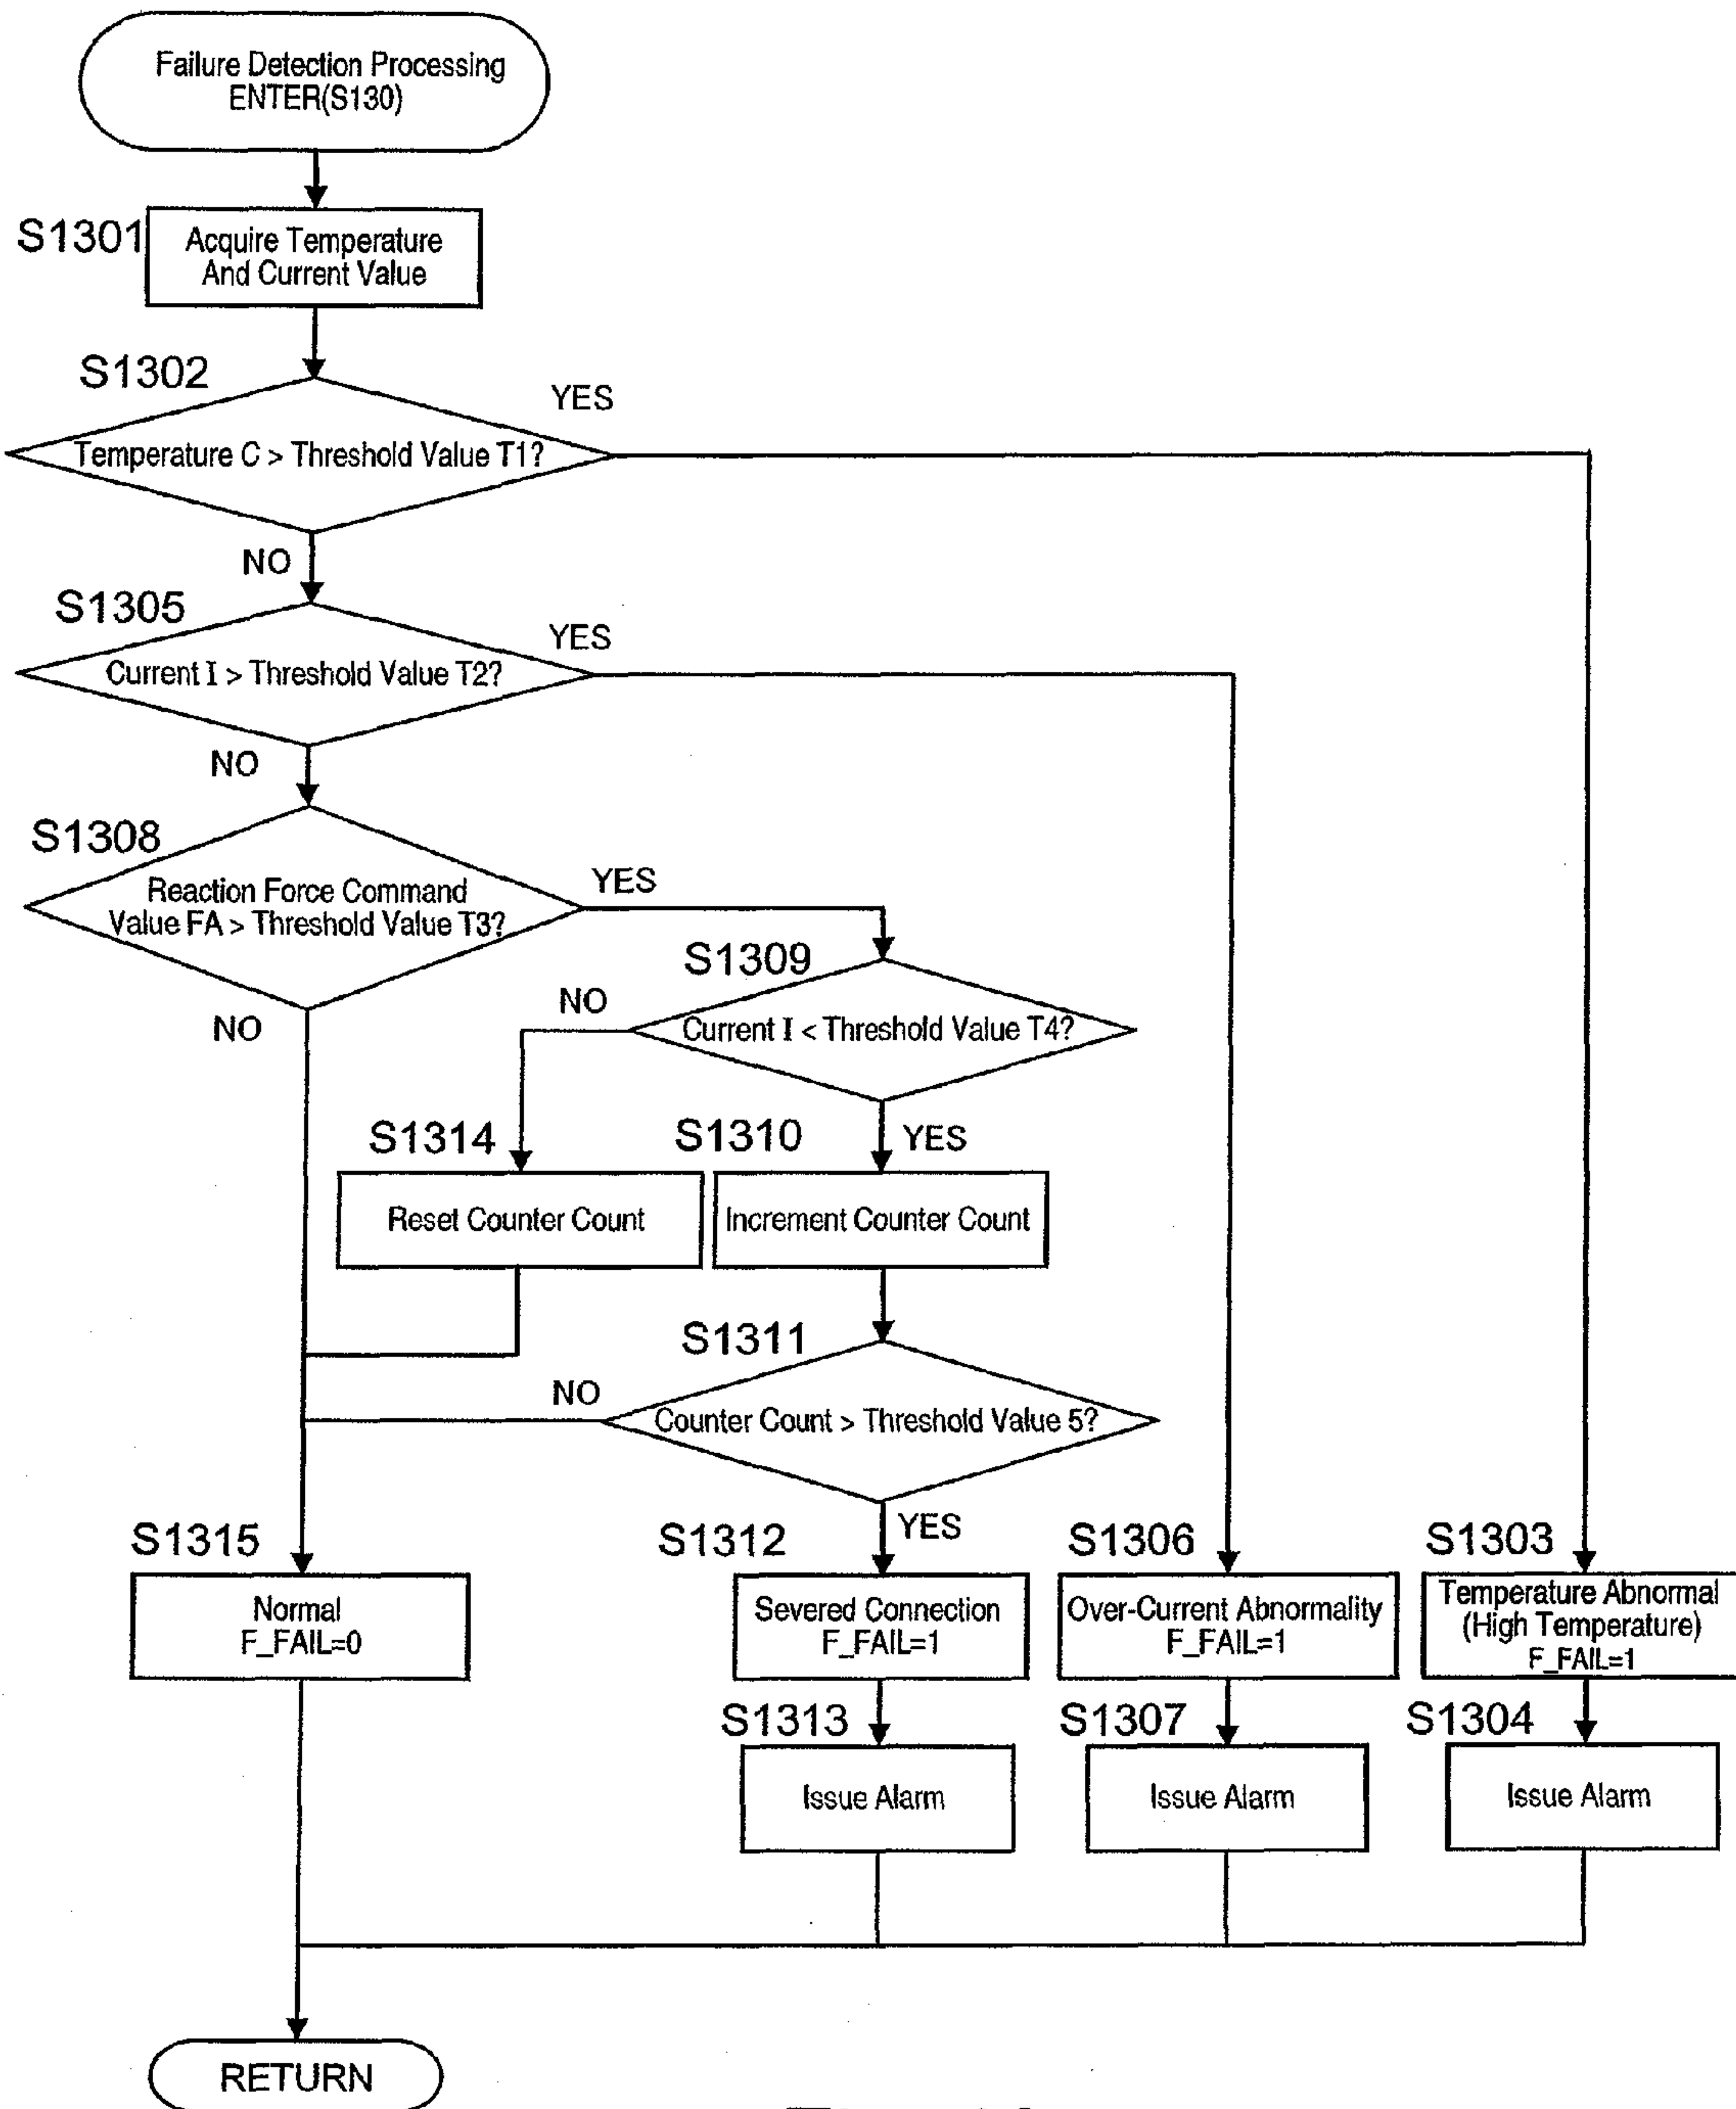 Failure Detection Processing
ENTER(S130)
S1301
Acquire Temperature
And Current Value
S1302
YES
Temperature C > Threshold Value T1?
NO
S1305
YES
Current I > Threshold Value T2?
NO
S1308
YES
Reaction Force Command
Value FA > Threshold Value T3?
S1309
NO
NO
Current I < Threshold Value T4?
S1314
S1310
YES
Reset Counter Count
Increment Counter Count
S1311
NO
Counter Count > Threshold Value 5?
YES
S1315
S1312
S1306
S1303
Normal
F_FAIL=0
Severed Connection
F_FAIL=1
Over-Current Abnormality
F_FAIL=1
Temperature Abnormal
(High Temperature)
F_FAIL=1
S1313
S1307
S1304
Issue Alarm
Issue Alarm
Issue Alarm
RETURN